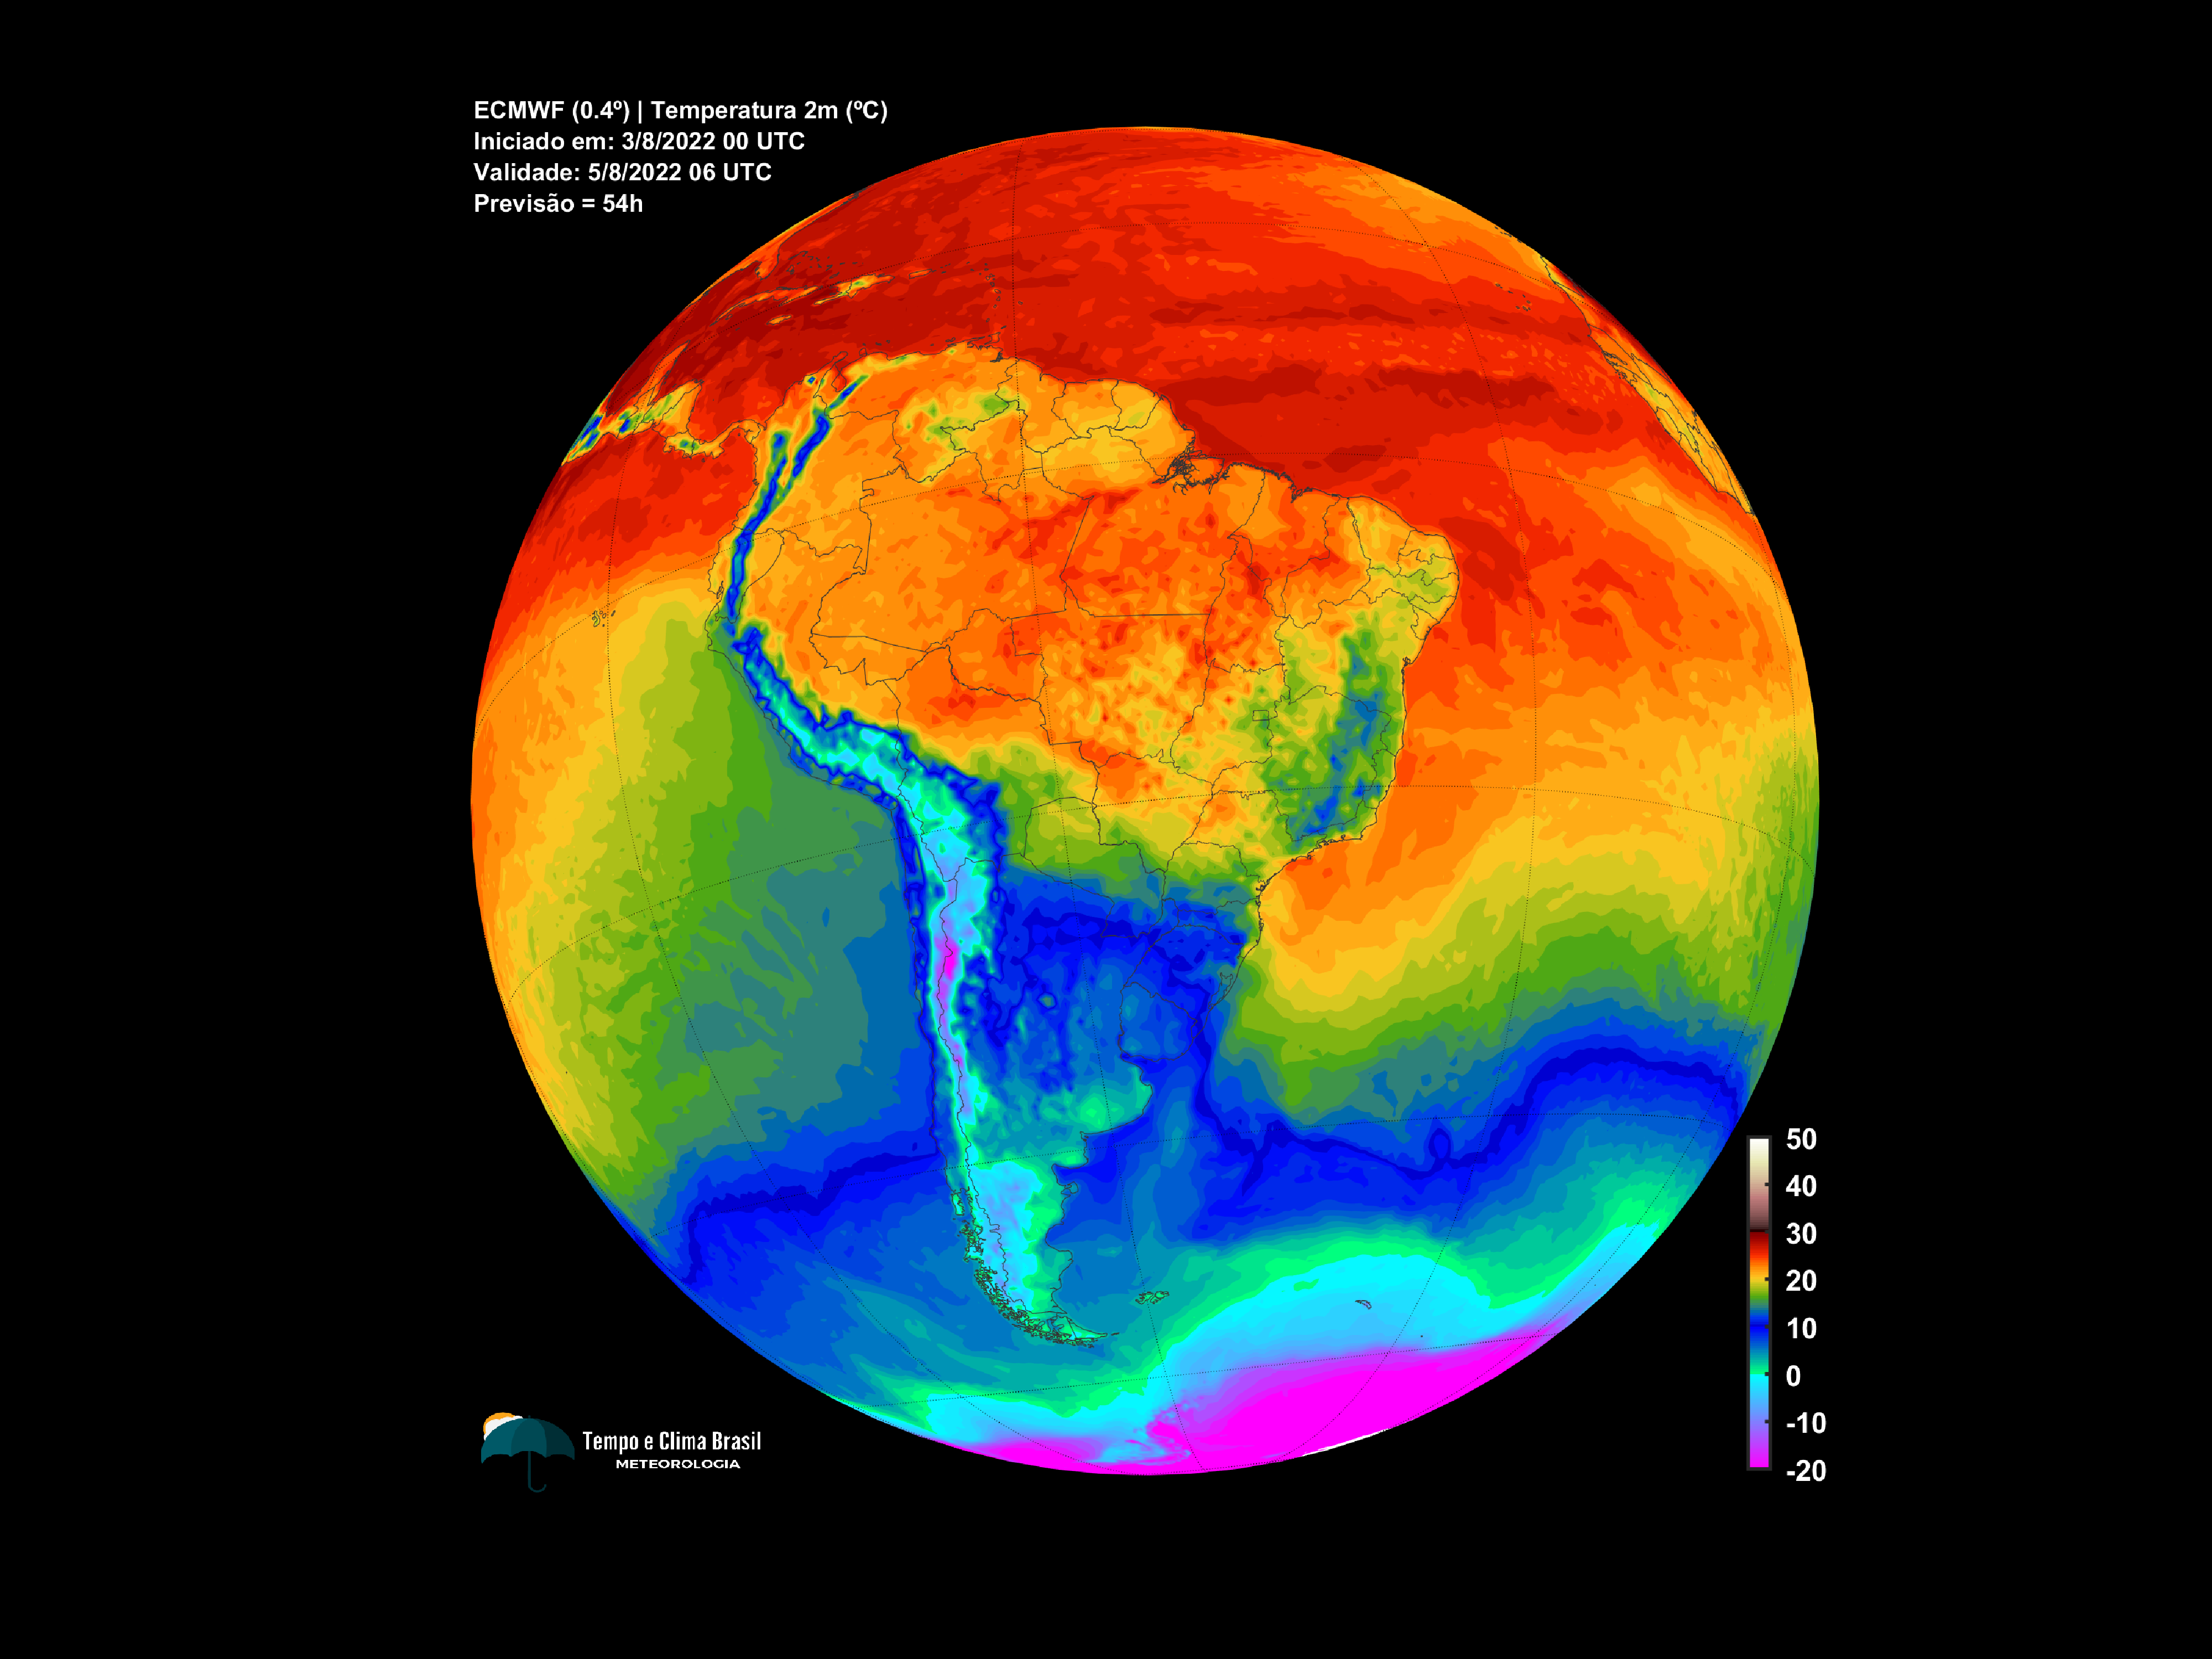 ECMWF (0.4º) | Temperatura 2m (ºC)
Iniciado em: 3/8/2022 00 UTC
Validade: 5/8/2022 06 UTC
Previsão = 54h
50
40
30
20
10
0
-10
-20
Tempo e Clima Brasil
METEOROLOGIA